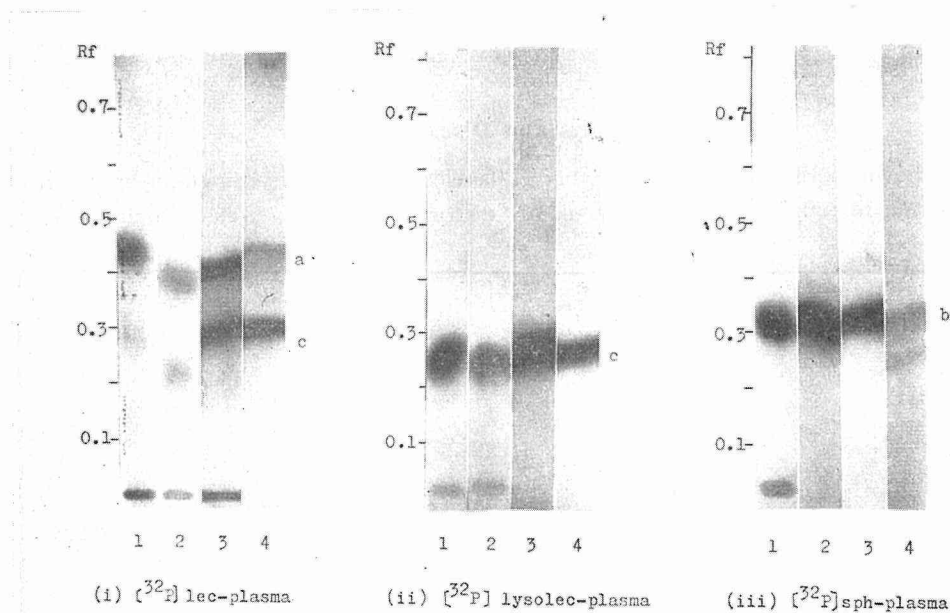 Rf
0.7
0.5
0.3
0.1
a
c
1 2 3 4
(i) [³²P] lec-plasma
Rf
0.7
0.5
0.3
0.1
c
1 2 3 4
(ii) [³²P] lysolec-plasma
Rf
0.7
0.5
0.3
0.1
b
1 2 3 4
(iii) [³²P]sph-plasma